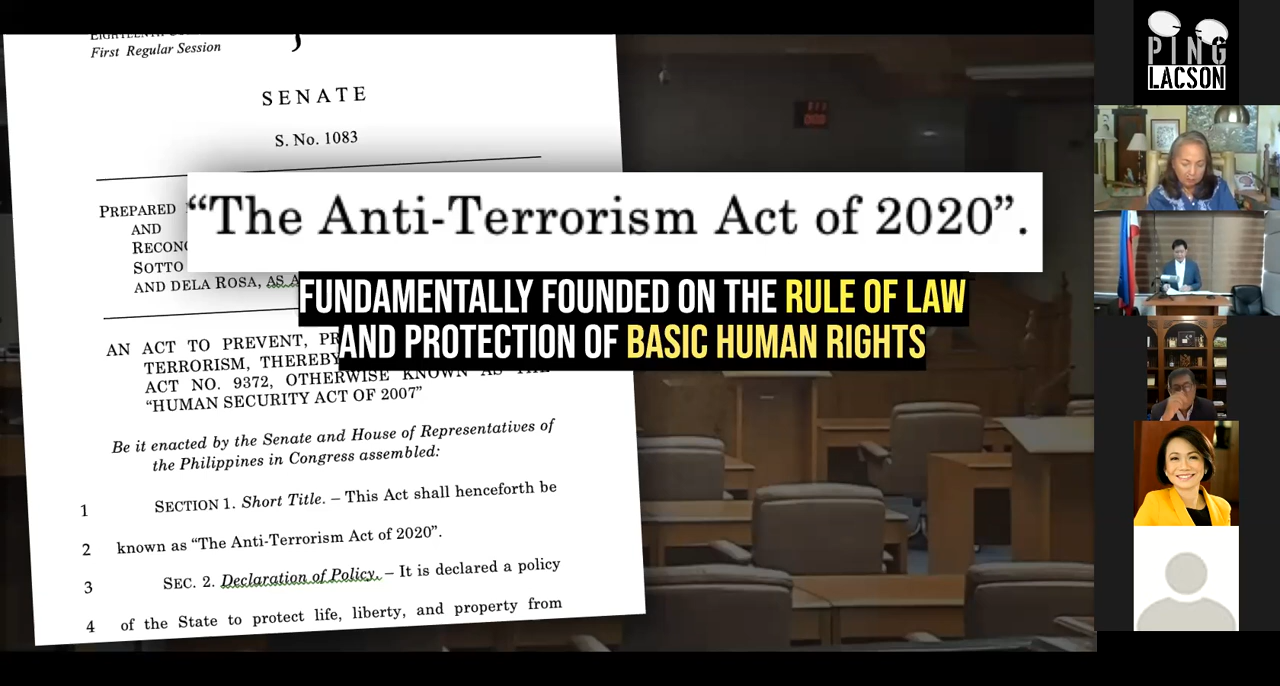 First Regular Session
SENATE
S. No. 1083
PREPARED
AND
RECONC
SOTTO
AND DELA ROSA, AS A
“The Anti-Terrorism Act of 2020”.
FUNDAMENTALLY FOUNDED ON THE RULE OF LAW
AND PROTECTION OF BASIC HUMAN RIGHTS
AN ACT TO PREVENT, PR
TERRORISM, THEREBY
ACT NO. 9372, OTHERWISE KNOWN AS THE
“HUMAN SECURITY ACT OF 2007”
Be it enacted by the Senate and House of Representatives of
the Philippines in Congress assembled:
1 SECTION 1. Short Title. – This Act shall henceforth be
2 known as “The Anti-Terrorism Act of 2020”.
3 SEC. 2. Declaration of Policy. – It is declared a policy
4 of the State to protect life, liberty, and property from
PING
LACSON